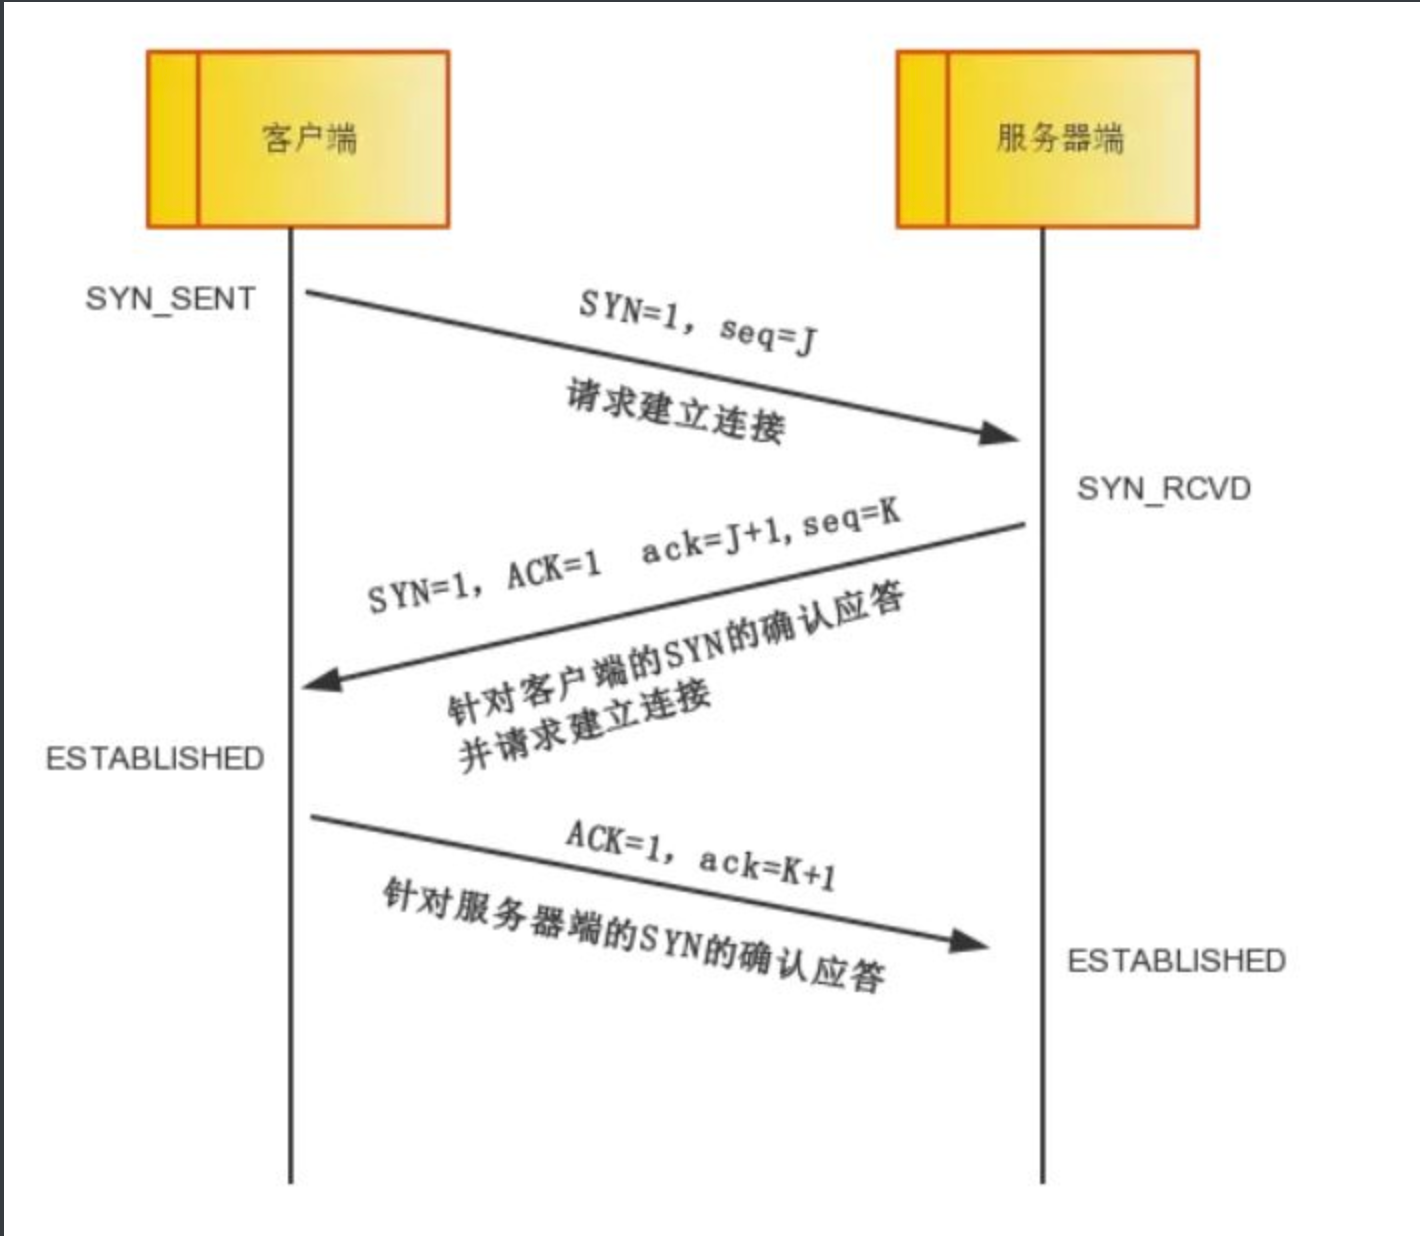 客户端
服务器端
SYN_SENT
SYN=1, seq=J
请求建立连接
SYN_RCVD
SYN=1, ACK=1 ack=J+1,seq=K
针对客户端的SYN的确认应答
并请求建立连接
ESTABLISHED
ACK=1, ack=K+1
针对服务器端的SYN的确认应答
ESTABLISHED